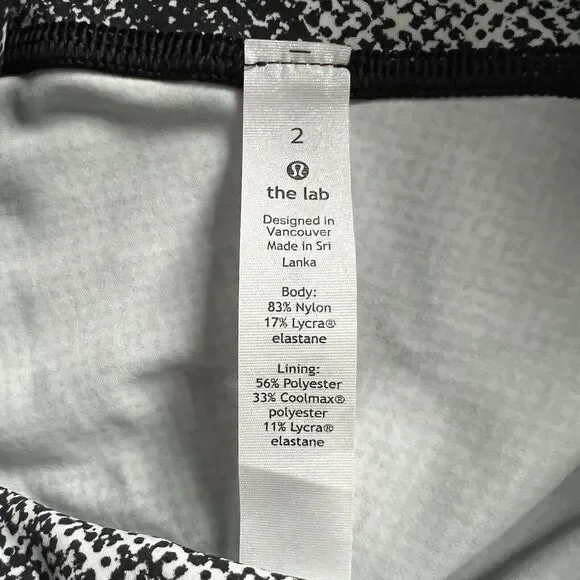 2
the lab
Designed in
Vancouver
Made in Sri
Lanka
Body:
83% Nylon
17% Lycra®
elastane
Lining:
56% Polyester
33% Coolmax®
polyester
11% Lycra®
elastane